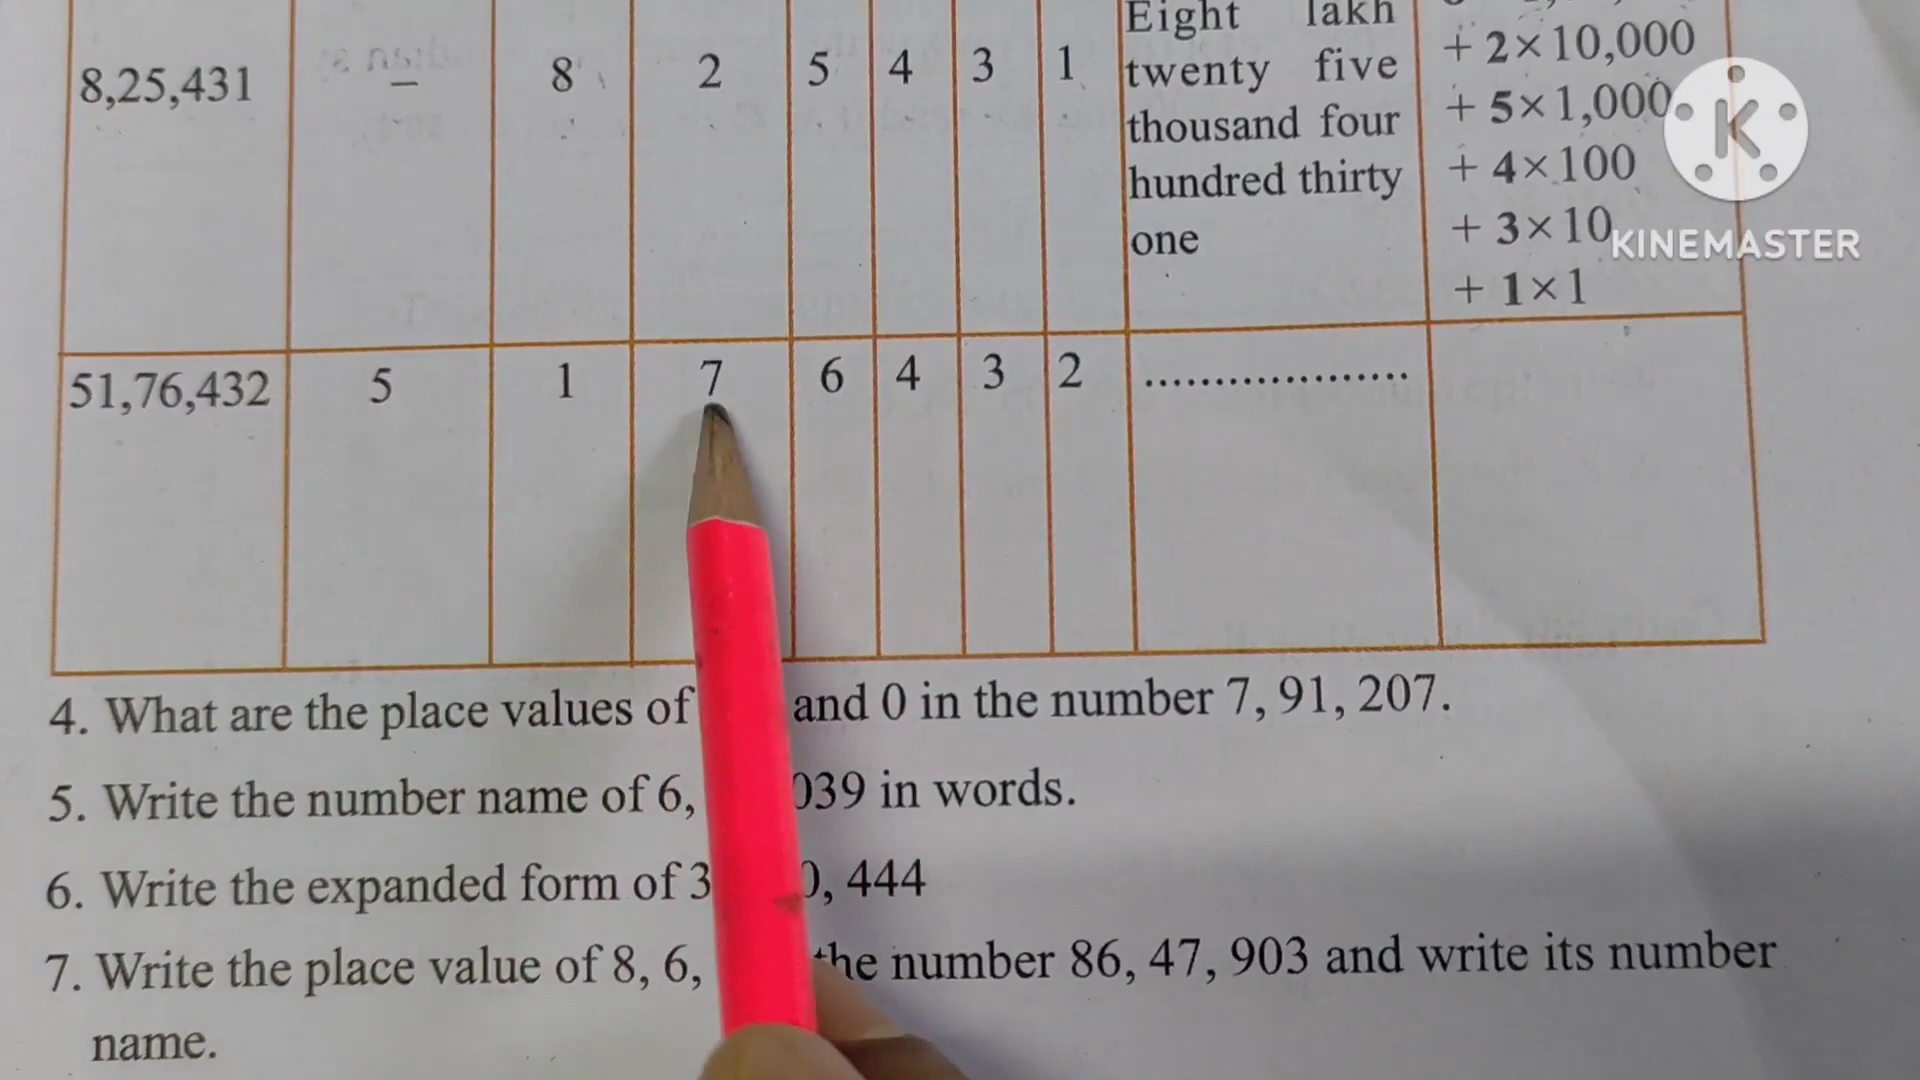 Eight lakh
8,25,431 – 8 2 5 4 3 1 twenty five + 2×10,000
thousand four + 5×1,000
hundred thirty + 4×100
one + 3×10
+ 1×1
K
KINEMASTER
51,76,432 5 1 7 6 4 3 2 ...................
4. What are the place values of and 0 in the number 7, 91, 207.
5. Write the number name of 6, 039 in words.
6. Write the expanded form of 3 0, 444
7. Write the place value of 8, 6, the number 86, 47, 903 and write its number
name.